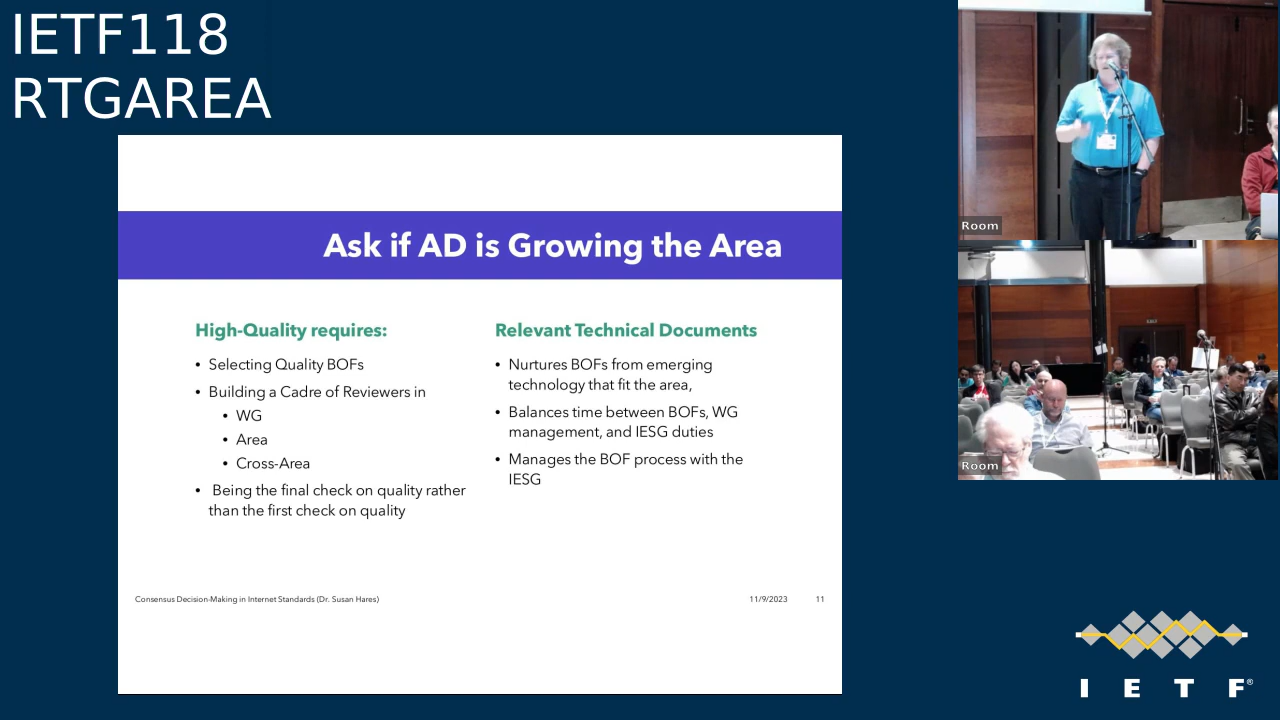 IETF118
RTGAREA
Ask if AD is Growing the Area
High-Quality requires:
• Selecting Quality BOFs
• Building a Cadre of Reviewers in
• WG
• Area
• Cross-Area
• Being the final check on quality rather
than the first check on quality
Relevant Technical Documents
• Nurtures BOFs from emerging
technology that fit the area,
• Balances time between BOFs, WG
management, and IESG duties
• Manages the BOF process with the
IESG
Consensus Decision-Making in Internet Standards (Dr. Susan Hares)
11/9/2023
11
Room
Room
I E T F®